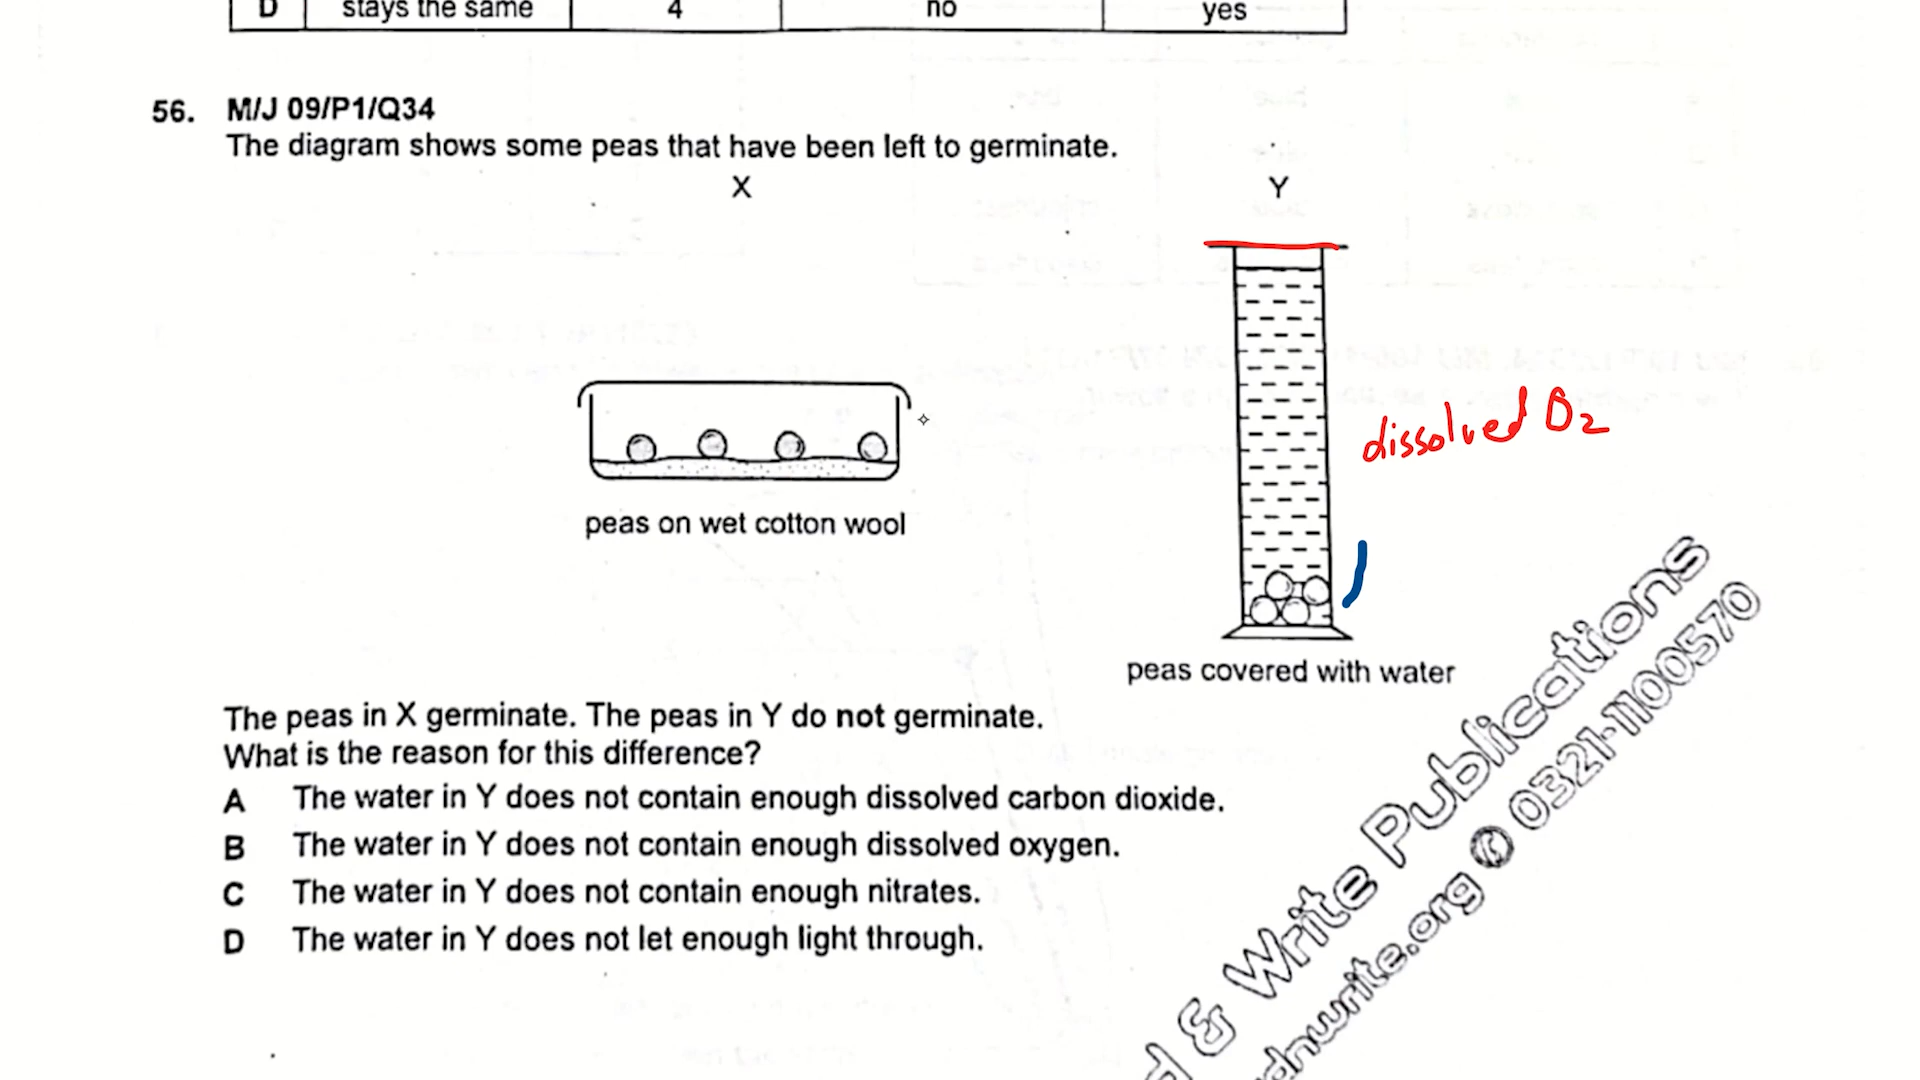 D stays the same 4 no yes
56. M/J 09/P1/Q34
The diagram shows some peas that have been left to germinate.
X Y
dissolved O2
peas on wet cotton wool
peas covered with water
The peas in X germinate. The peas in Y do not germinate.
What is the reason for this difference?
A The water in Y does not contain enough dissolved carbon dioxide.
B The water in Y does not contain enough dissolved oxygen.
C The water in Y does not contain enough nitrates.
D The water in Y does not let enough light through.
& Write Publications
dnwrite.org 0321-1100570